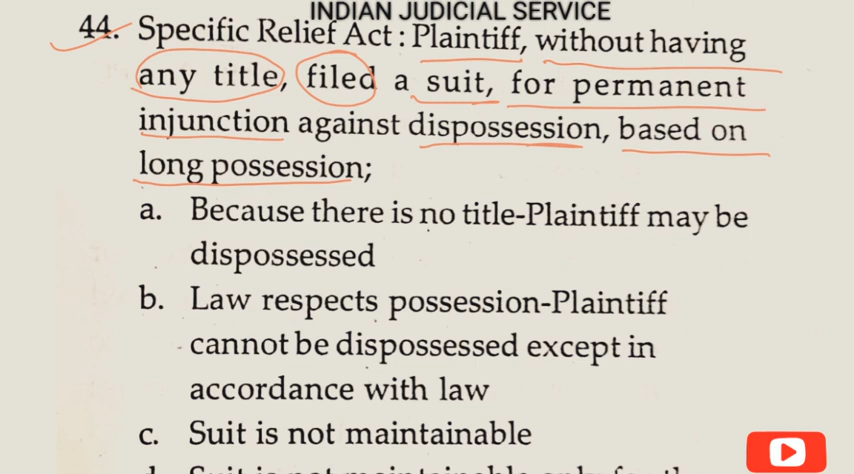 INDIAN JUDICIAL SERVICE
44. Specific Relief Act : Plaintiff, without having
any title, filed a suit, for permanent
injunction against dispossession, based on
long possession;
a. Because there is no title-Plaintiff may be
dispossessed
b. Law respects possession-Plaintiff
cannot be dispossessed except in
accordance with law
c. Suit is not maintainable